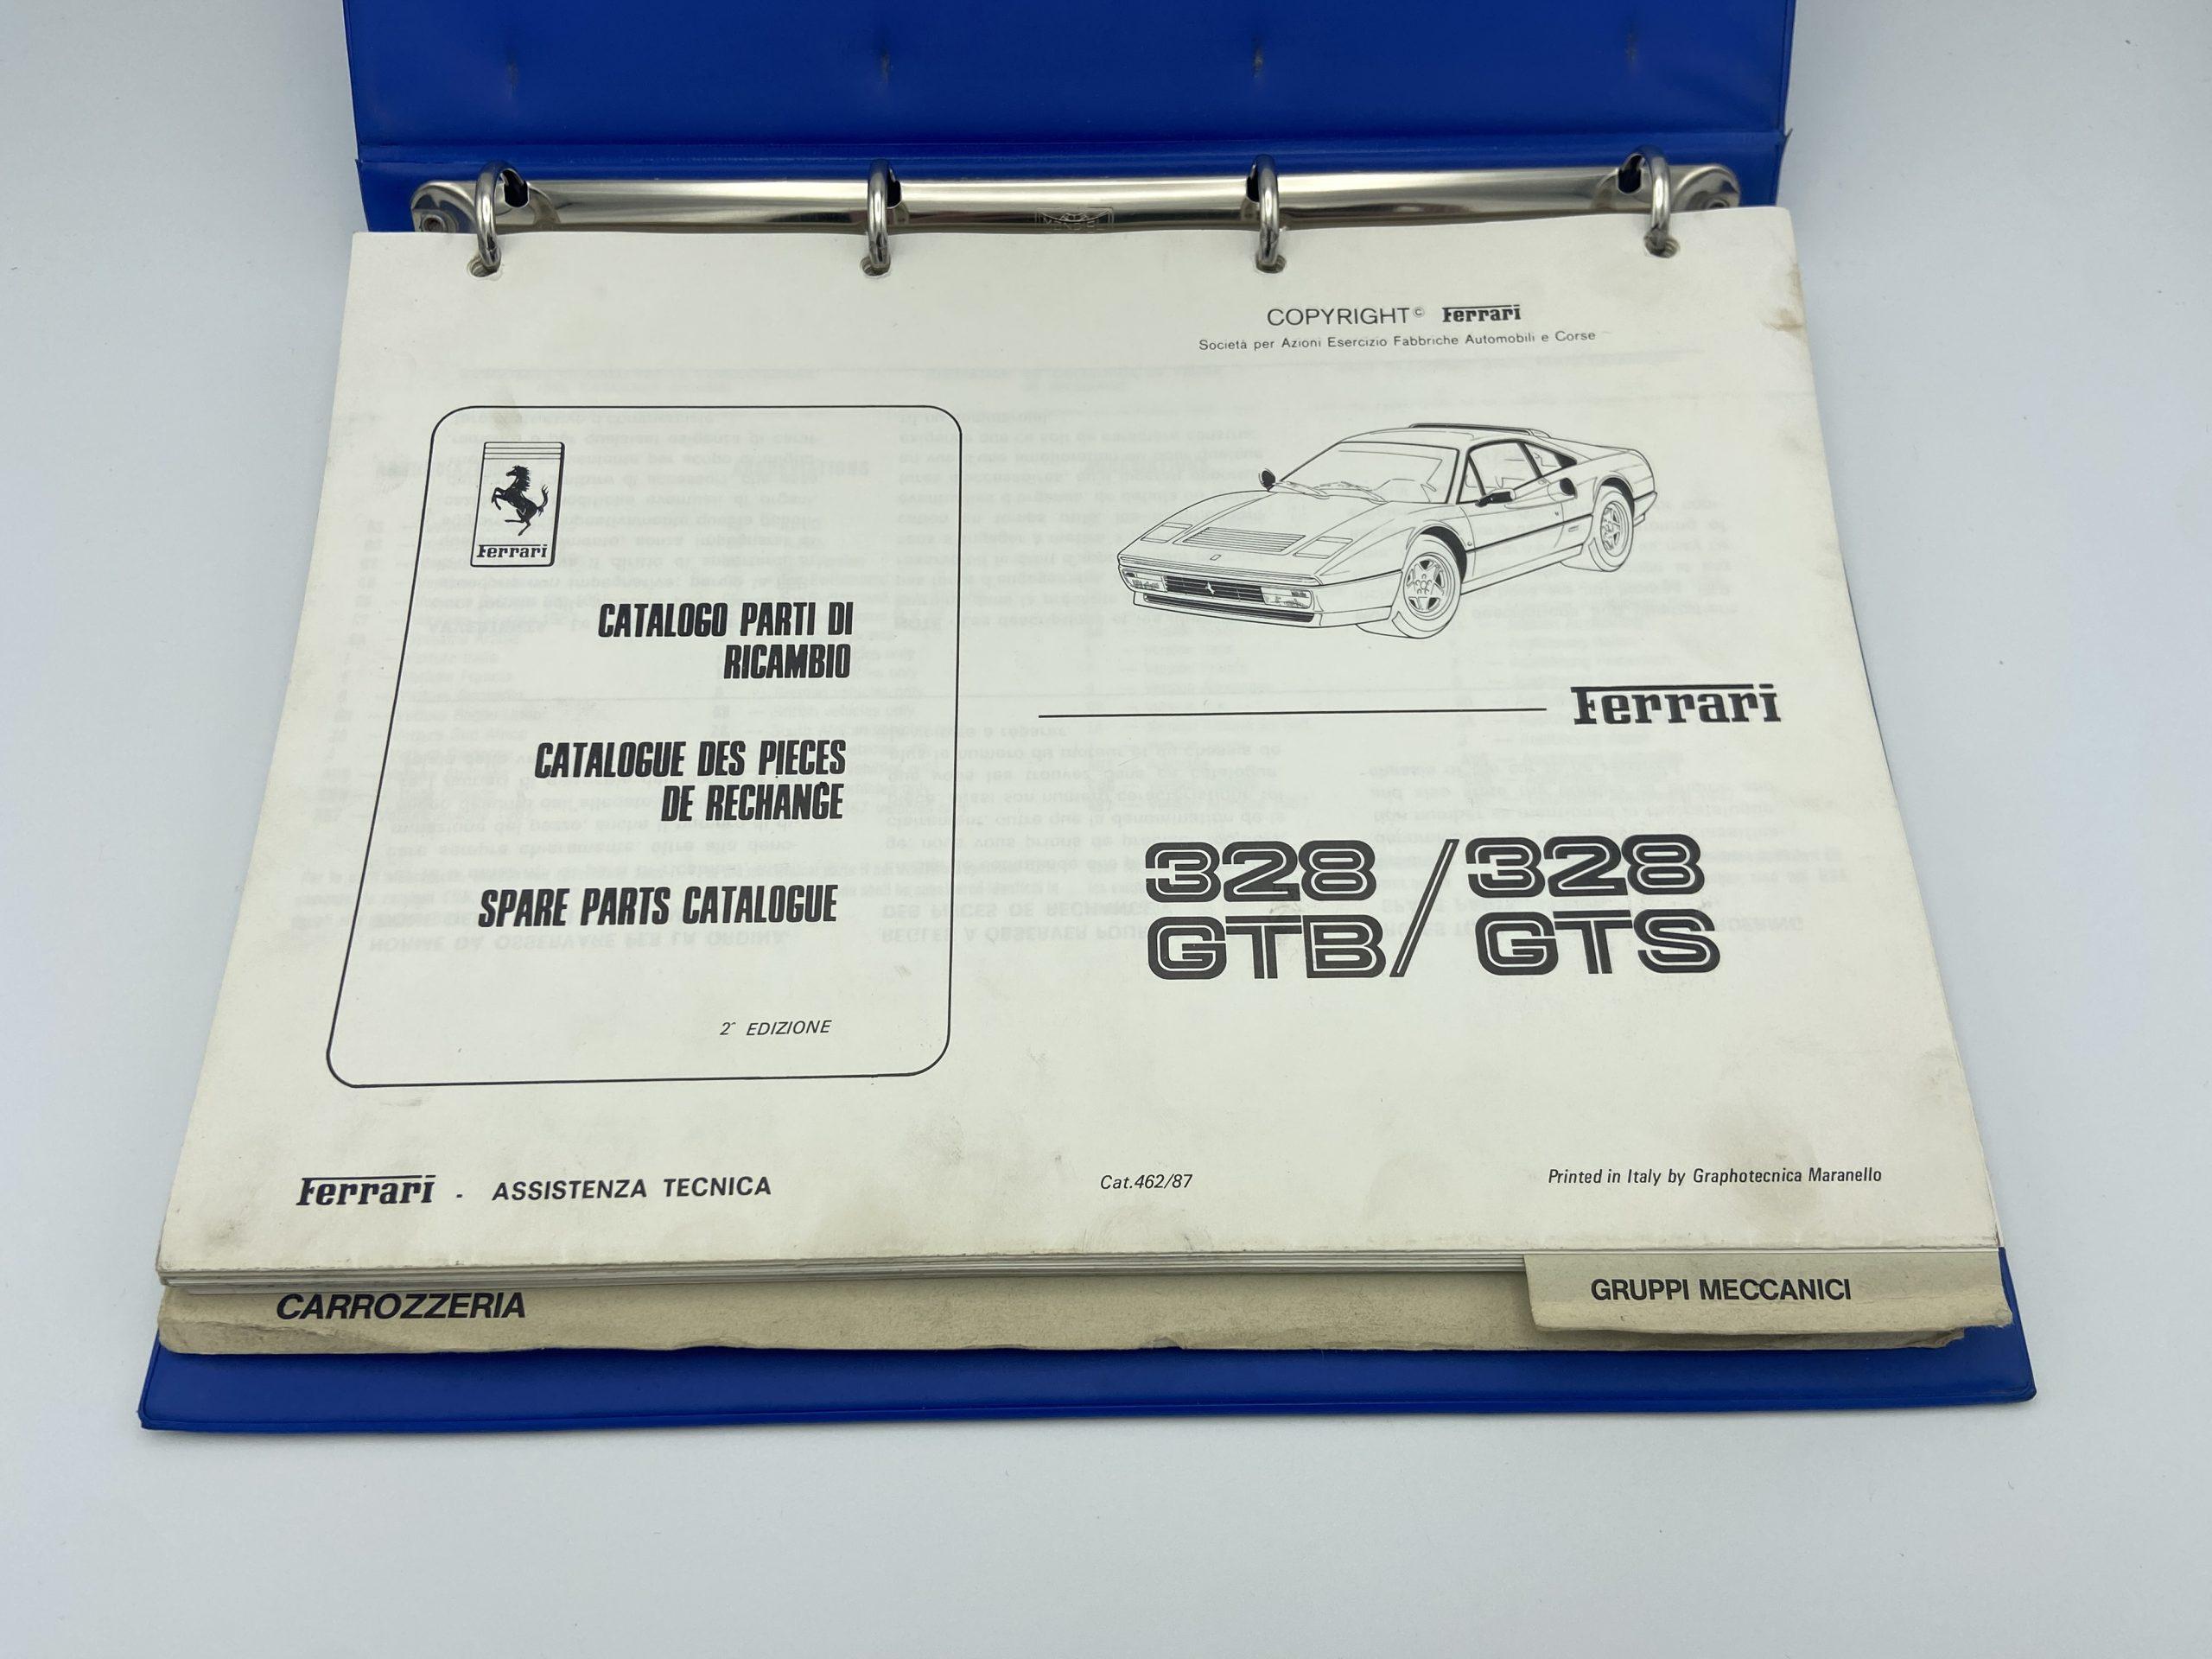 COPYRIGHT© Ferrari
Società per Azioni Esercizio Fabbriche Automobili e Corse
Ferrari
CATALOGO PARTI DI
RICAMBIO
CATALOGUE DES PIECES
DE RECHANGE
SPARE PARTS CATALOGUE
2ª EDIZIONE
Ferrari
328/328
GTB/GTS
Ferrari - ASSISTENZA TECNICA
Cat.462/87
Printed in Italy by Graphotecnica Maranello
CARROZZERIA
GRUPPI MECCANICI